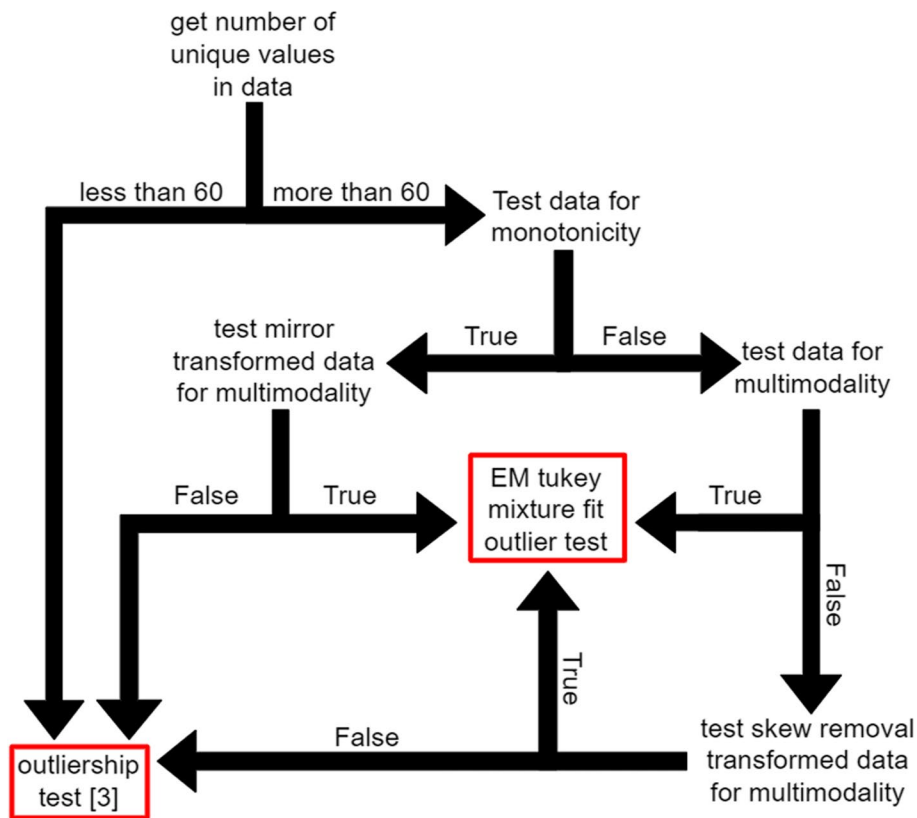 get number of
unique values
in data
less than 60
more than 60
Test data for
monotonicity
True
False
test mirror
transformed data
for multimodality
test data for
multimodality
False
True
EM tukey
mixture fit
outlier test
True
False
True
False
test skew removal
transformed data
for multimodality
outliership
test [3]